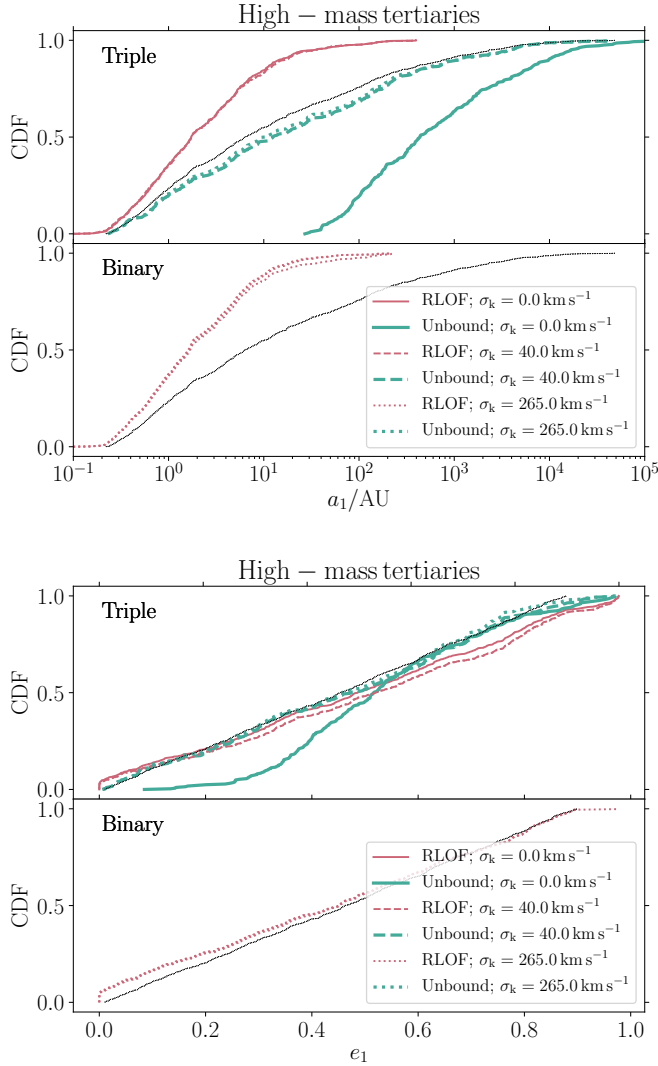 High − mass tertiaries
1.0
Triple
CDF
0.5
0.0
1.0
Binary
CDF
0.5
0.0
RLOF; σk = 0.0 km s−1
Unbound; σk = 0.0 km s−1
RLOF; σk = 40.0 km s−1
Unbound; σk = 40.0 km s−1
RLOF; σk = 265.0 km s−1
Unbound; σk = 265.0 km s−1
10−1 100 101 102 103 104 105
a1/AU
High − mass tertiaries
1.0
Triple
CDF
0.5
0.0
1.0
Binary
CDF
0.5
0.0
RLOF; σk = 0.0 km s−1
Unbound; σk = 0.0 km s−1
RLOF; σk = 40.0 km s−1
Unbound; σk = 40.0 km s−1
RLOF; σk = 265.0 km s−1
Unbound; σk = 265.0 km s−1
0.0 0.2 0.4 0.6 0.8 1.0
e1